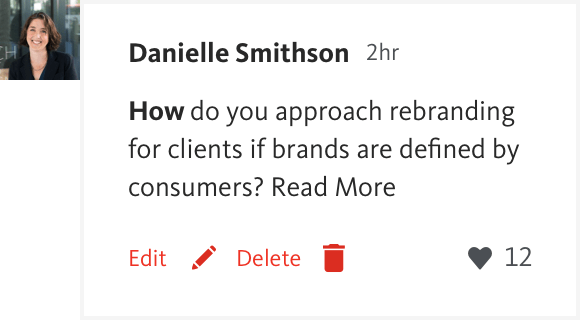 Danielle Smithson 2hr
How do you approach rebranding
for clients if brands are defined by
consumers? Read More
Edit Delete 12